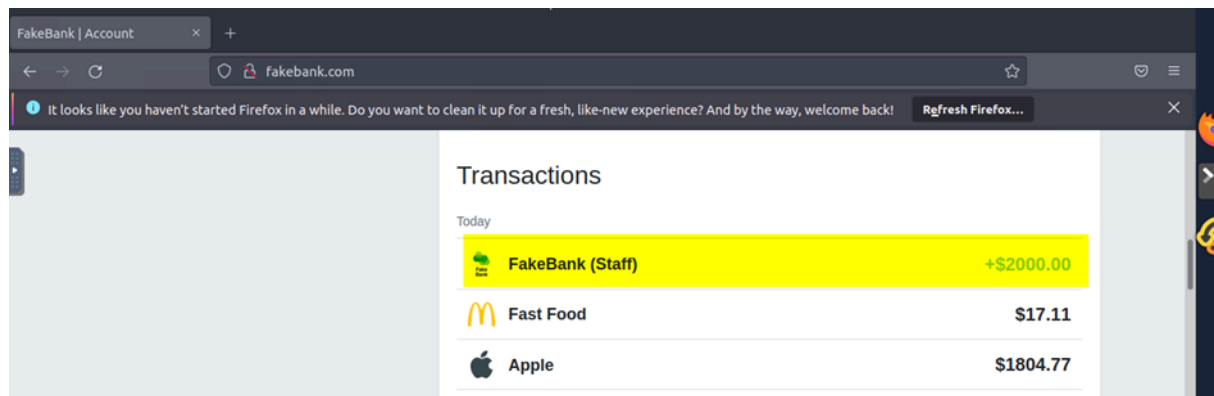 FakeBank | Account
fakebank.com
It looks like you haven't started Firefox in a while. Do you want to clean it up for a fresh, like-new experience? And by the way, welcome back! Refresh Firefox...
Transactions
Today
FakeBank (Staff) +$2000.00
Fast Food $17.11
Apple $1804.77